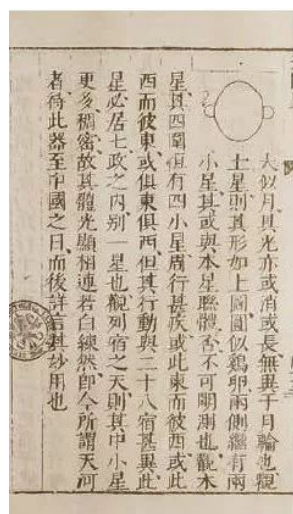 大似月其光亦或消或長無異于月輪也觀
土星則其形如上圖圓似鷄卵兩側繼有兩
小星其或與本星聯體否不可明測也觀木
星其四圍恒有四小星周行甚疾或此東而彼西或此
西而彼東或俱東俱西但其行動與二十八宿甚異此
星必居七政之内别一星也觀列宿之天則其中小星
更多稠密故其體光顯相連若白練然即今所謂天河
者待此器至中國之日而後詳言其妙用也